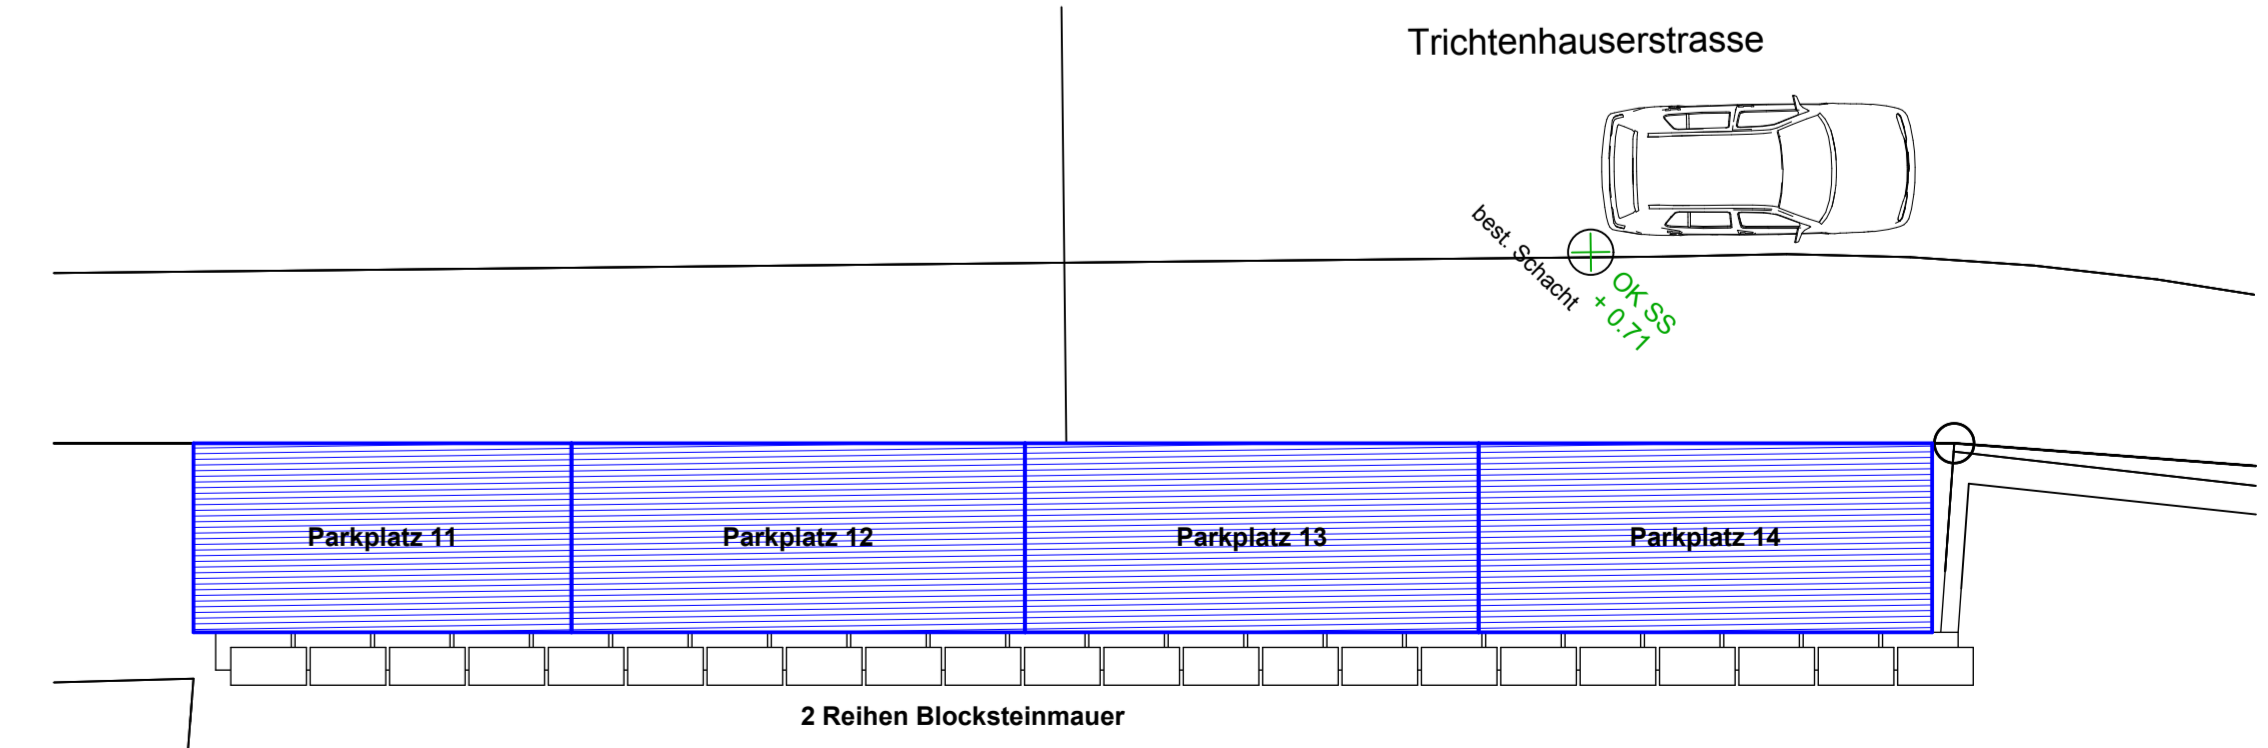 Trichtenhauserstrasse
best. Schacht
OK SS
+ 0.71
Parkplatz 11
Parkplatz 12
Parkplatz 13
Parkplatz 14
2 Reihen Blocksteinmauer